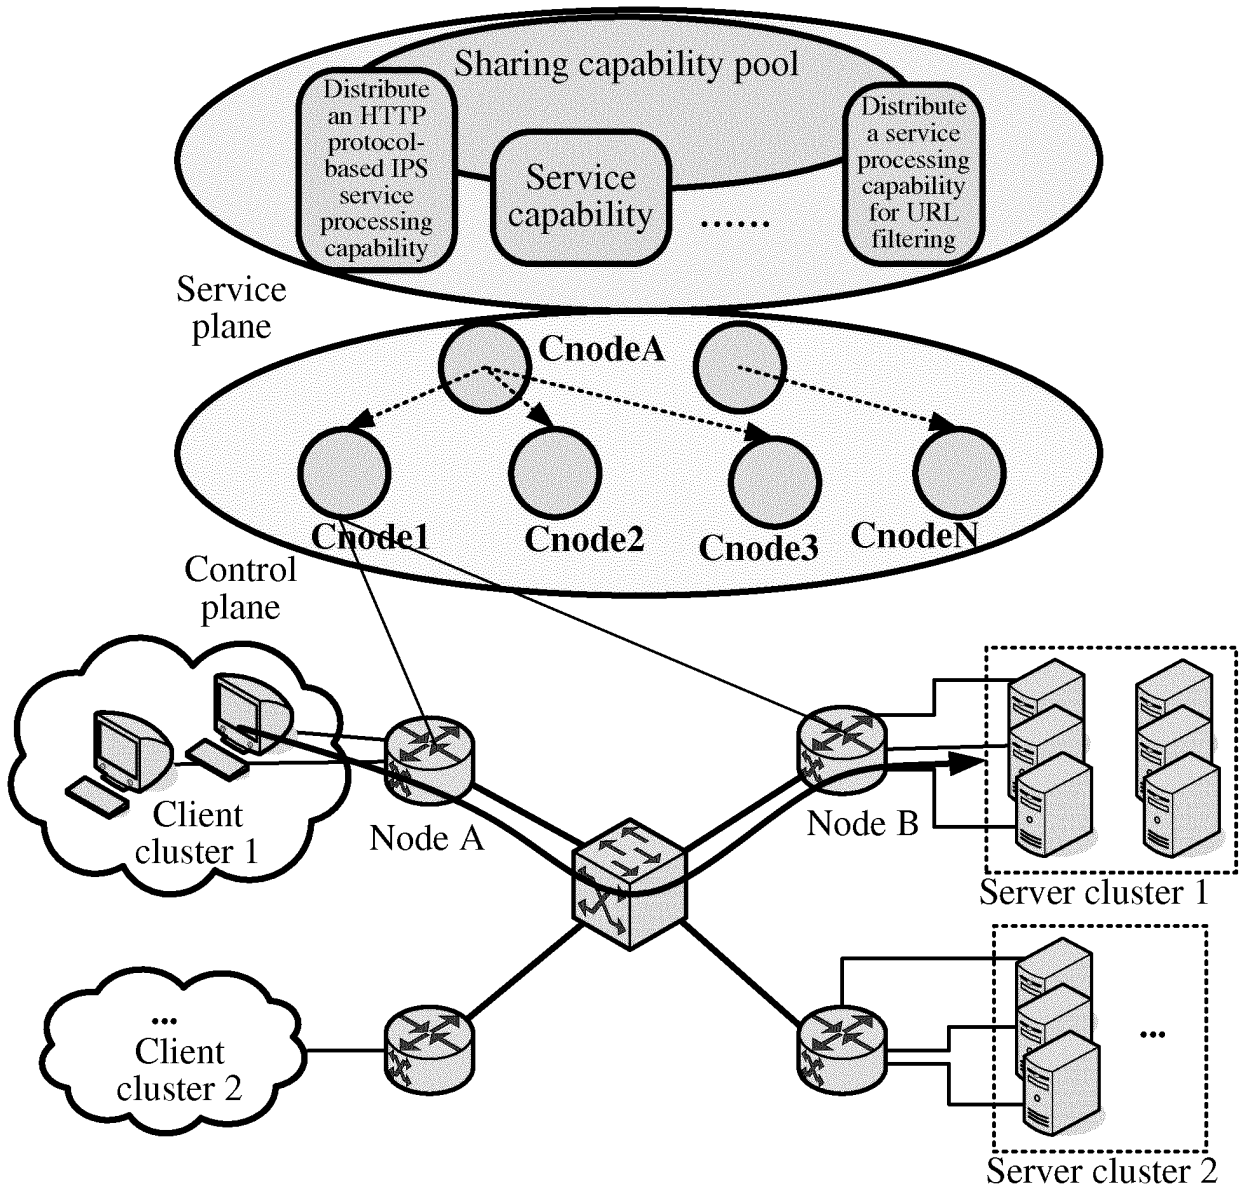 Sharing capability pool
Distribute
an HTTP
protocol-
based IPS
service
processing
capability
Service
capability
......
Distribute
a service
processing
capability
for URL
filtering
Service
plane
CnodeA
Cnode1
Cnode2
Cnode3
CnodeN
Control
plane
Client
cluster 1
Node A
Node B
Server cluster 1
...
Client
cluster 2
...
Server cluster 2